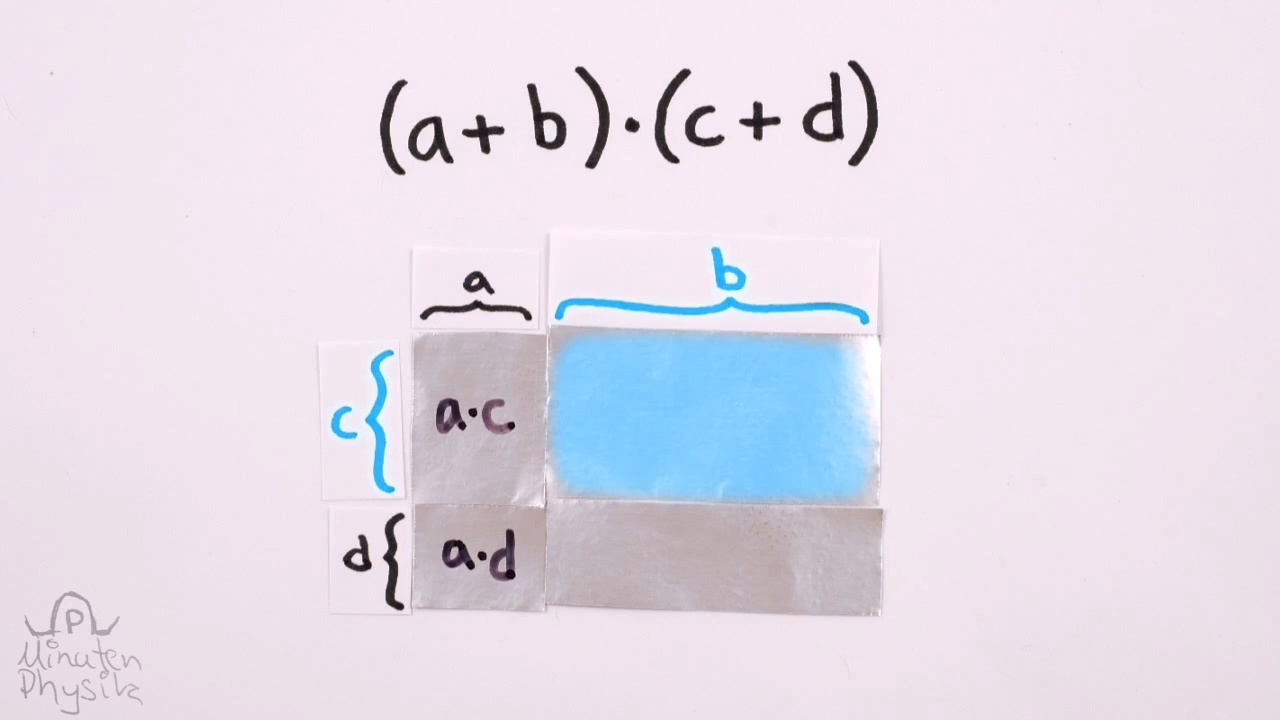 (a+b)·(c+d)
a
b
c
a·c
d
a·d
P
Minuten
Physik